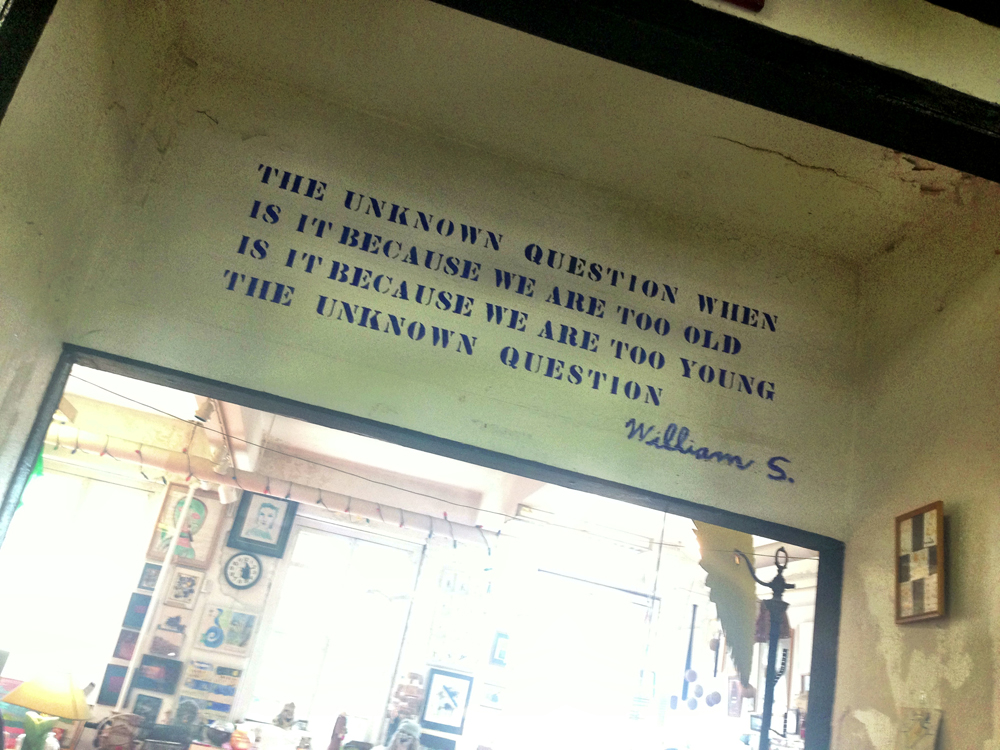 THE UNKNOWN QUESTION WHEN
IS IT BECAUSE WE ARE TOO OLD
IS IT BECAUSE WE ARE TOO YOUNG
THE UNKNOWN QUESTION
William S.